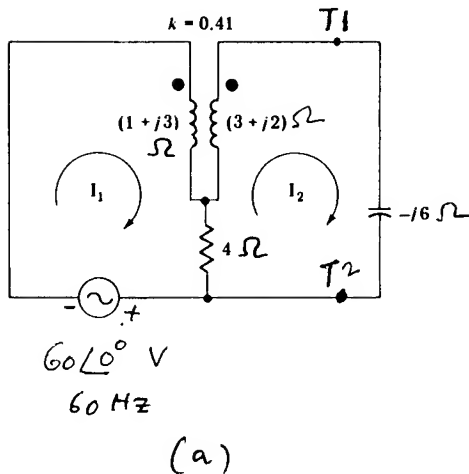 k = 0.41
T1
(1 + j3) Ω
(3 + j2) Ω
I₁
I₂
-j6 Ω
4 Ω
T2
- +
60∠0° V
60 Hz
(a)